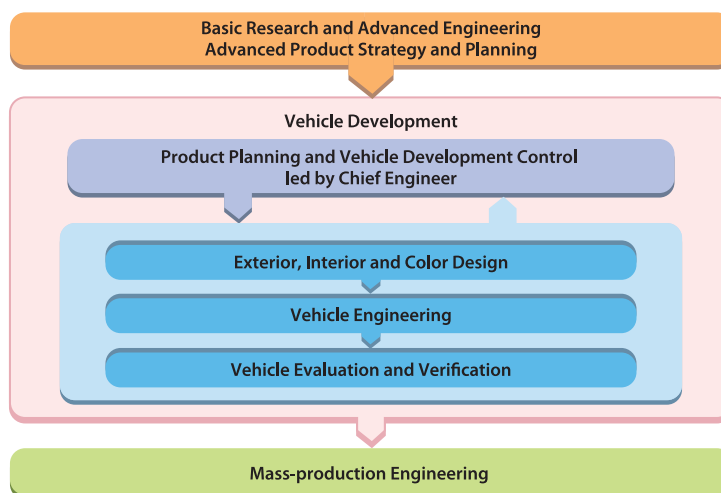 Basic Research and Advanced Engineering
Advanced Product Strategy and Planning
Vehicle Development
Product Planning and Vehicle Development Control
led by Chief Engineer
Exterior, Interior and Color Design
Vehicle Engineering
Vehicle Evaluation and Verification
Mass-production Engineering